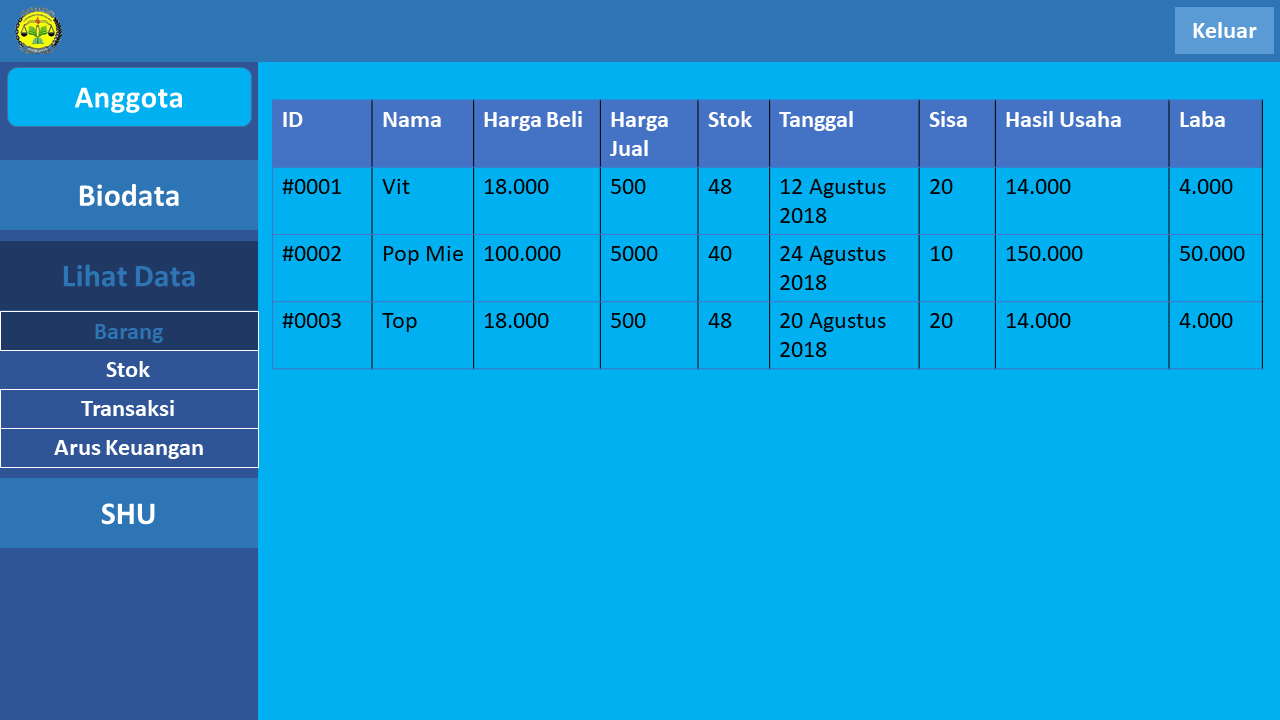 Keluar
Anggota
Biodata
Lihat Data
Barang
Stok
Transaksi
Arus Keuangan
SHU
ID Nama Harga Beli Harga Jual Stok Tanggal Sisa Hasil Usaha Laba
#0001 Vit 18.000 500 48 12 Agustus 2018 20 14.000 4.000
#0002 Pop Mie 100.000 5000 40 24 Agustus 2018 10 150.000 50.000
#0003 Top 18.000 500 48 20 Agustus 2018 20 14.000 4.000